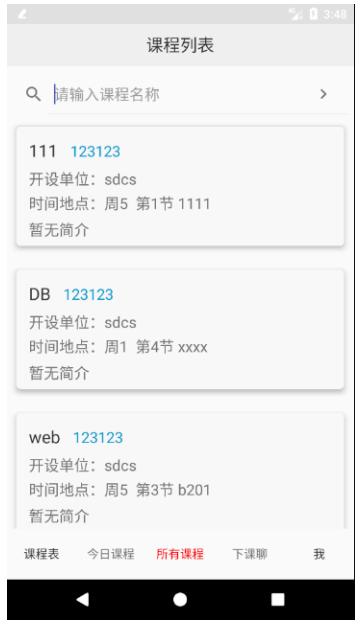 3:48
课程列表
请输入课程名称
111 123123
开设单位：sdcs
时间地点：周5 第1节 1111
暂无简介
DB 123123
开设单位：sdcs
时间地点：周1 第4节 xxxx
暂无简介
web 123123
开设单位：sdcs
时间地点：周5 第3节 b201
暂无简介
课程表 今日课程 所有课程 下课聊 我